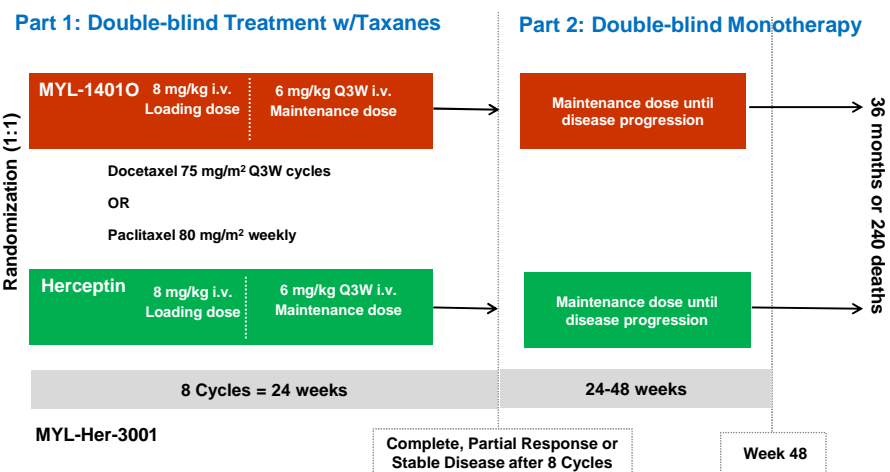 Part 1: Double-blind Treatment w/Taxanes
Part 2: Double-blind Monotherapy
Randomization (1:1)
MYL-1401O
8 mg/kg i.v.
Loading dose
6 mg/kg Q3W i.v.
Maintenance dose
Maintenance dose until
disease progression
Docetaxel 75 mg/m² Q3W cycles
OR
Paclitaxel 80 mg/m² weekly
Herceptin
8 mg/kg i.v.
Loading dose
6 mg/kg Q3W i.v.
Maintenance dose
Maintenance dose until
disease progression
36 months or 240 deaths
8 Cycles = 24 weeks
24-48 weeks
MYL-Her-3001
Complete, Partial Response or
Stable Disease after 8 Cycles
Week 48